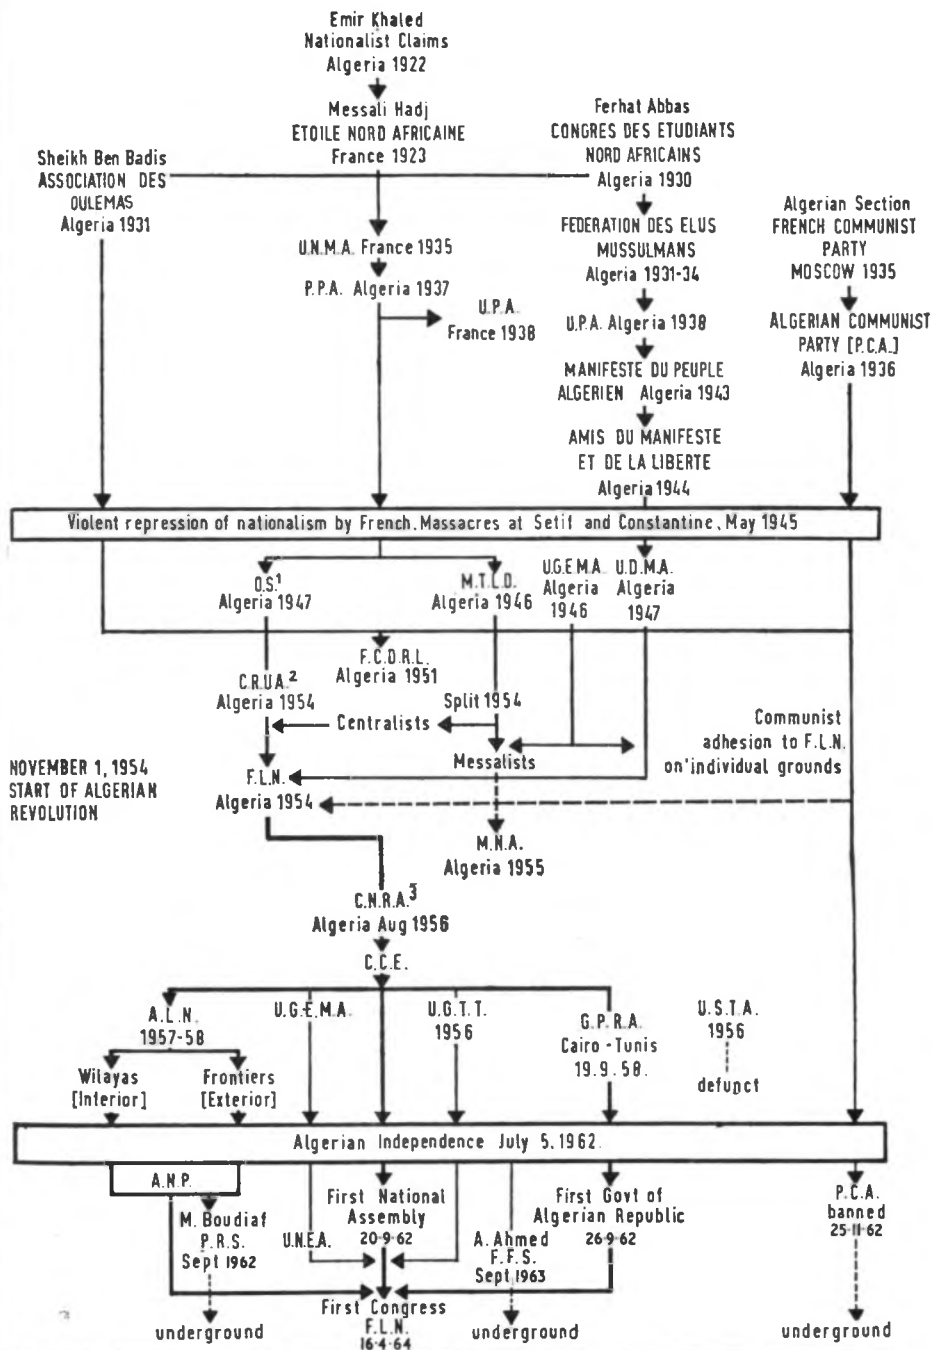 Emir Khaled
Nationalist Claims
Algeria 1922
Messali Hadj
ÉTOILE NORD AFRICAINE
France 1923
Ferhat Abbas
CONGRES DES ETUDIANTS
NORD AFRICAINS
Algeria 1930
Sheikh Ben Badis
ASSOCIATION DES
OULEMAS
Algeria 1931
Algerian Section
FRENCH COMMUNIST
PARTY
MOSCOW 1935
U.N.M.A. France 1935
P.P.A. Algeria 1937
U.P.A.
France 1938
FEDERATION DES ELUS
MUSSULMANS
Algeria 1931-34
U.P.A. Algeria 1938
MANIFESTE DU PEUPLE
ALGERIEN Algeria 1943
AMIS DU MANIFESTE
ET DE LA LIBERTE
Algeria 1944
ALGERIAN COMMUNIST
PARTY [P.C.A.]
Algeria 1936
Violent repression of nationalism by French. Massacres at Setif and Constantine, May 1945
O.S.1
Algeria 1947
M.T.L.D.
Algeria 1946
U.G.E.M.A.
Algeria
1946
U.D.M.A.
Algeria
1947
F.C.D.R.L.
Algeria 1951
C.R.U.A.2
Algeria 1954
Split 1954
Centralists
Messalists
Communist
adhesion to F.L.N.
on individual grounds
NOVEMBER 1, 1954
START OF ALGERIAN
REVOLUTION
F.L.N.
Algeria 1954
M.N.A.
Algeria 1955
C.N.R.A.3
Algeria Aug 1956
C.C.E.
A.L.N.
1957-58
U.G.E.M.A.
U.G.T.T.
1956
G.P.R.A.
Cairo - Tunis
19.9.58.
U.S.T.A.
1956
defunct
Wilayas
[Interior]
Frontiers
[Exterior]
Algerian Independence July 5, 1962.
A.N.P.
M. Boudiaf
P.R.S.
Sept 1962
U.N.E.A.
First National
Assembly
20-9-62
A. Ahmed
F.F.S.
Sept 1963
First Govt of
Algerian Republic
26-9-62
P.C.A.
banned
25-11-62
underground
First Congress
F.L.N.
16-4-64
underground
underground